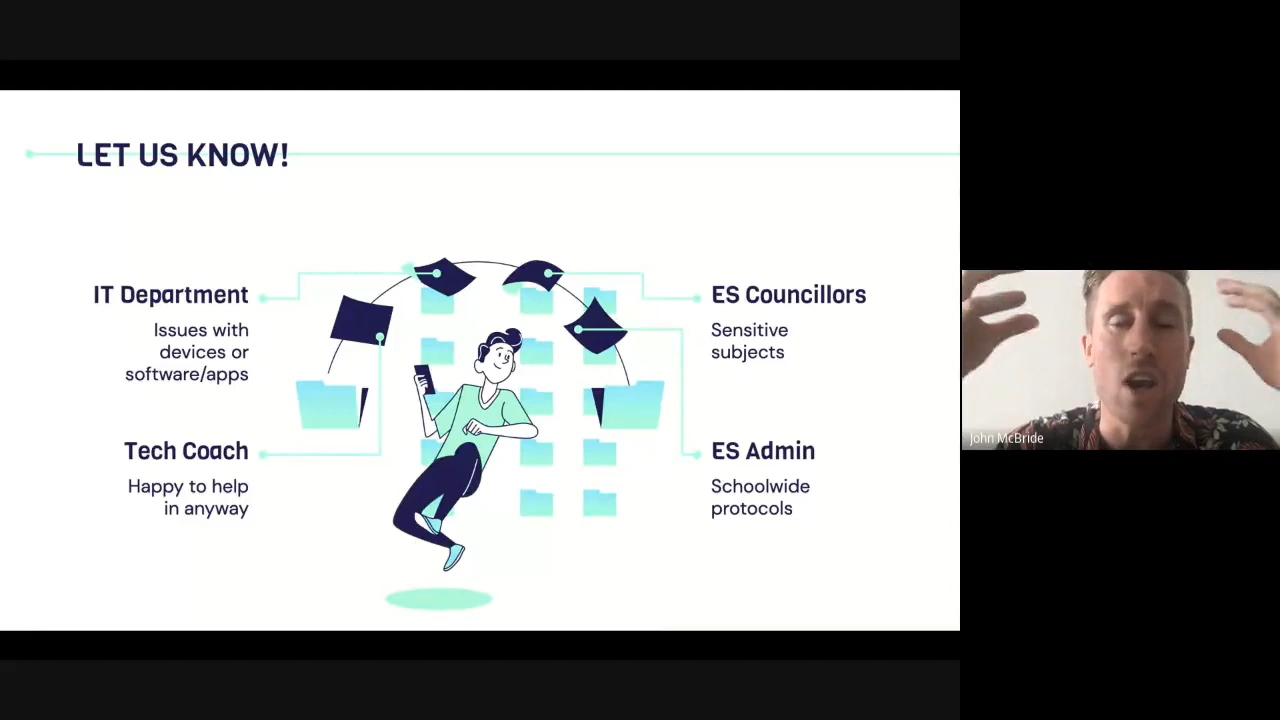 LET US KNOW!
IT Department
Issues with
devices or
software/apps
Tech Coach
Happy to help
in anyway
ES Councillors
Sensitive
subjects
ES Admin
Schoolwide
protocols
John McBride